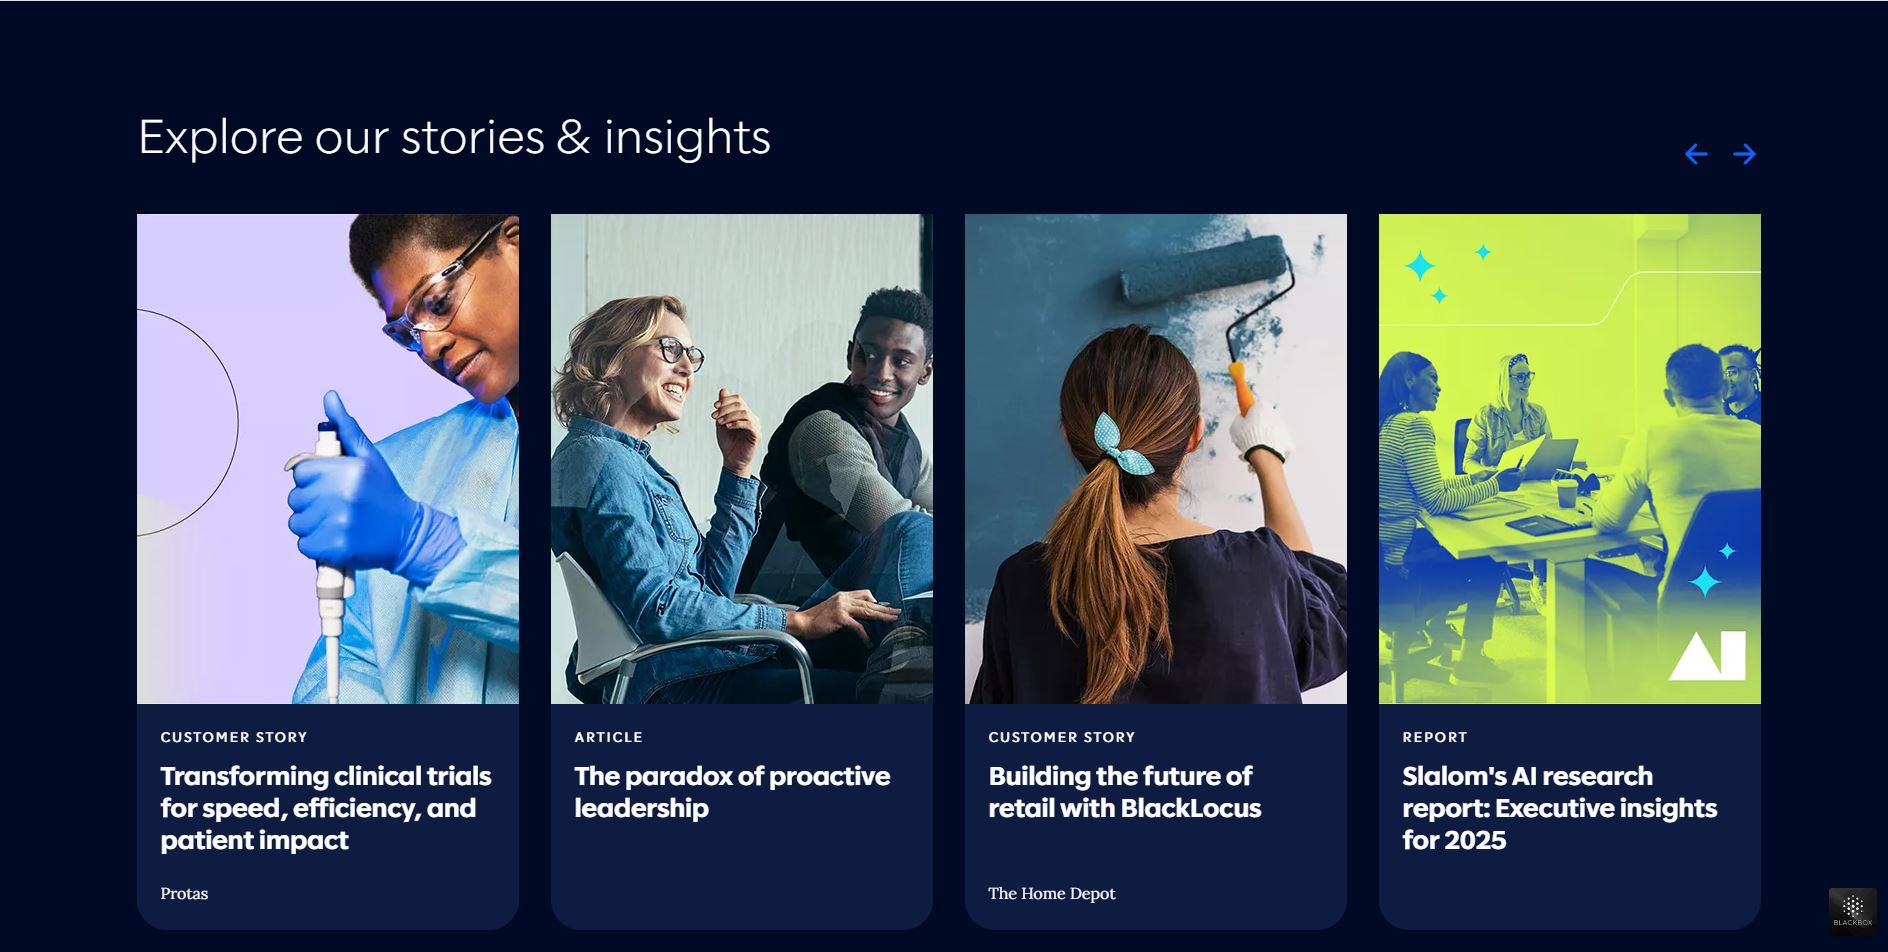 Explore our stories & insights
CUSTOMER STORY
Transforming clinical trials
for speed, efficiency, and
patient impact
Protas
ARTICLE
The paradox of proactive
leadership
CUSTOMER STORY
Building the future of
retail with BlackLocus
The Home Depot
AI
REPORT
Slalom's AI research
report: Executive insights
for 2025
BLACKBOX